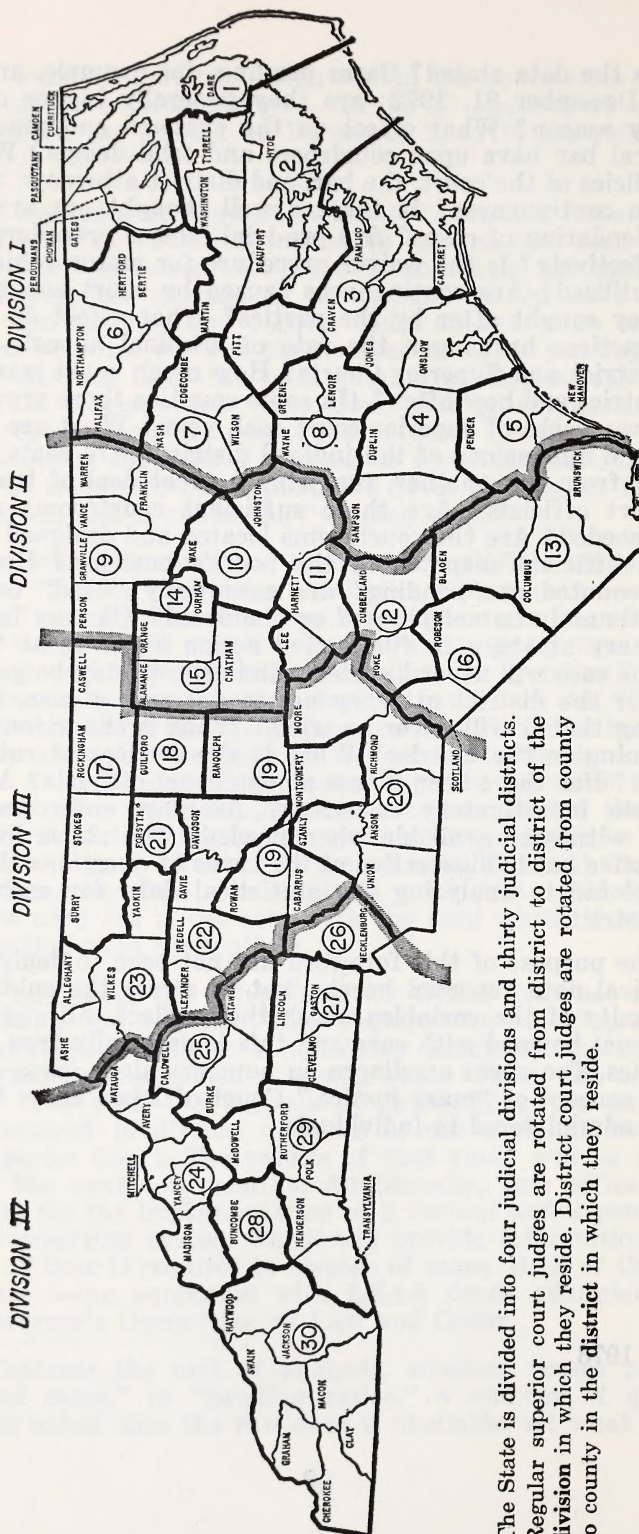 DIVISION IV
DIVISION III
DIVISION II
DIVISION I
CHEROKEE
GRAHAM
CLAY
MACON
SWAIN
JACKSON
30
HAYWOOD
TRANSYLVANIA
HENDERSON
BUNCOMBE
28
MADISON
YANCEY
24
MITCHELL
AVERY
WATAUGA
McDOWELL
POLK
29
RUTHERFORD
BURKE
25
CALDWELL
CATAWBA
LINCOLN
CLEVELAND
GASTON
27
MECKLENBURG
26
ASHE
ALLEGHANY
WILKES
23
ALEXANDER
IREDELL
22
SURRY
YADKIN
DAVIE
ROWAN
CABARRUS
19
UNION
STANLY
ANSON
20
RICHMOND
MONTGOMERY
MOORE
SCOTLAND
STOKES
FORSYTH
21
DAVIDSON
ROCKINGHAM
17
GUILFORD
18
RANDOLPH
19
CASWELL
ALAMANCE
15
ORANGE
CHATHAM
PERSON
GRANVILLE
9
VANCE
WARREN
FRANKLIN
DURHAM
14
WAKE
10
JOHNSTON
LEE
HARNETT
11
HOKE
CUMBERLAND
12
ROBESON
16
BLADEN
COLUMBUS
13
BRUNSWICK
NEW HANOVER
5
PENDER
SAMPSON
DUPLIN
4
ONSLOW
JONES
WAYNE
8
LENOIR
GREENE
WILSON
7
NASH
EDGECOMBE
HALIFAX
NORTHAMPTON
6
HERTFORD
BERTIE
MARTIN
PITT
CRAVEN
3
PAMLICO
CARTERET
BEAUFORT
2
HYDE
WASHINGTON
TYRRELL
DARE
1
GATES
CHOWAN
PERQUIMANS
PASQUOTANK
CAMDEN
CURRITUCK
The State is divided into four judicial divisions and thirty judicial districts.
Regular superior court judges are rotated from district to district of the
division in which they reside. District court judges are rotated from county
to county in the district in which they reside.